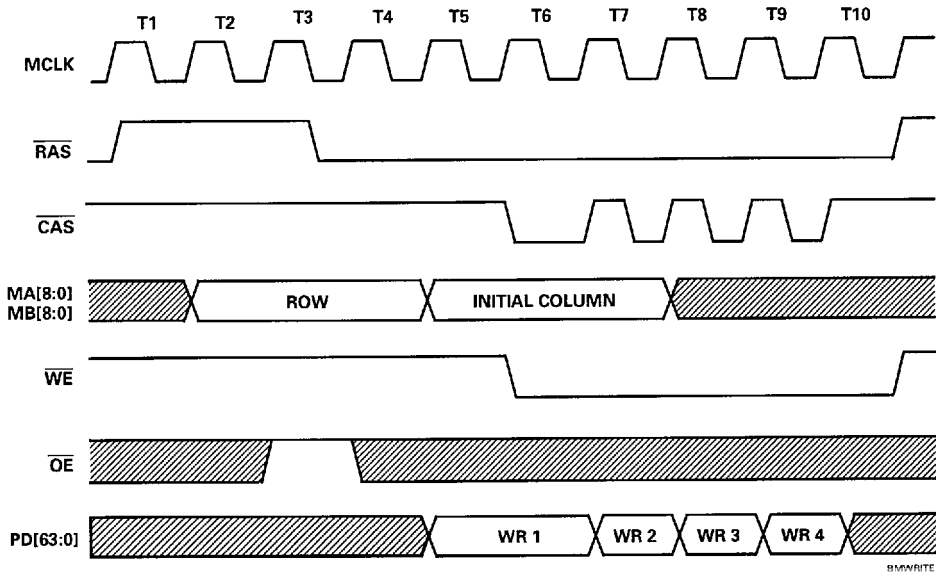 T1 T2 T3 T4 T5 T6 T7 T8 T9 T10
MCLK
RAS
CAS
MA[8:0]
MB[8:0]
ROW INITIAL COLUMN
WE
OE
PD[63:0] WR 1 WR 2 WR 3 WR 4
BMWRITE